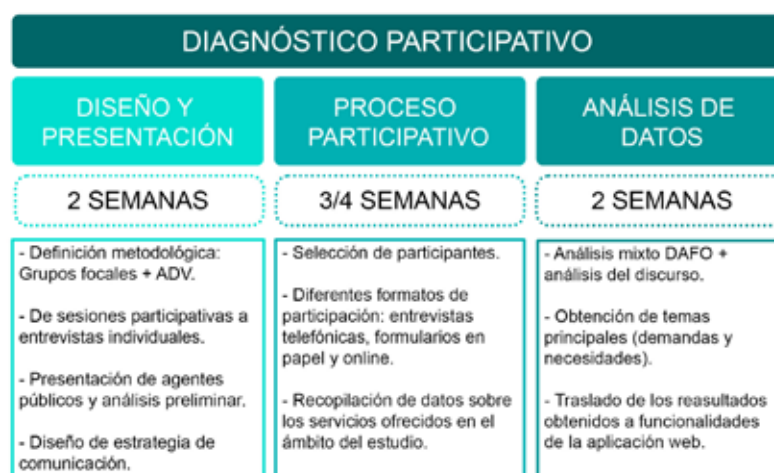 DIAGNÓSTICO PARTICIPATIVO
DISEÑO Y
PRESENTACIÓN
2 SEMANAS
- Definición metodológica:
Grupos focales + ADV.
- De sesiones participativas a
entrevistas individuales.
- Presentación de agentes
públicos y análisis preliminar.
- Diseño de estrategia de
comunicación.
PROCESO
PARTICIPATIVO
3/4 SEMANAS
- Selección de participantes.
- Diferentes formatos de
participación: entrevistas
telefónicas, formularios en
papel y online.
- Recopilación de datos sobre
los servicios ofrecidos en el
ámbito del estudio.
ANÁLISIS DE
DATOS
2 SEMANAS
- Análisis mixto DAFO +
análisis del discurso.
- Obtención de temas
principales (demandas y
necesidades).
- Traslado de los reasultados
obtenidos a funcionalidades
de la aplicación web.